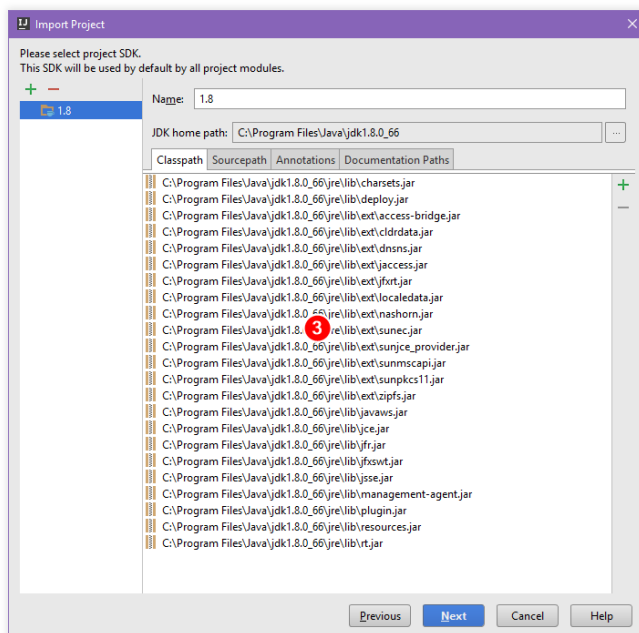 Import Project
Please select project SDK.
This SDK will be used by default by all project modules.
1.8
Name: 1.8
JDK home path: C:\Program Files\Java\jdk1.8.0_66 ...
Classpath Sourcepath Annotations Documentation Paths
C:\Program Files\Java\jdk1.8.0_66\jre\lib\charsets.jar
C:\Program Files\Java\jdk1.8.0_66\jre\lib\deploy.jar
C:\Program Files\Java\jdk1.8.0_66\jre\lib\ext\access-bridge.jar
C:\Program Files\Java\jdk1.8.0_66\jre\lib\ext\cldrdata.jar
C:\Program Files\Java\jdk1.8.0_66\jre\lib\ext\dnsns.jar
C:\Program Files\Java\jdk1.8.0_66\jre\lib\ext\jaccess.jar
C:\Program Files\Java\jdk1.8.0_66\jre\lib\ext\jfxrt.jar
C:\Program Files\Java\jdk1.8.0_66\jre\lib\ext\localedata.jar
C:\Program Files\Java\jdk1.8.0_66\jre\lib\ext\nashorn.jar
C:\Program Files\Java\jdk1.8.0_66\jre\lib\ext\sunec.jar
3
C:\Program Files\Java\jdk1.8.0_66\jre\lib\ext\sunjce_provider.jar
C:\Program Files\Java\jdk1.8.0_66\jre\lib\ext\sunmscapi.jar
C:\Program Files\Java\jdk1.8.0_66\jre\lib\ext\sunpkcs11.jar
C:\Program Files\Java\jdk1.8.0_66\jre\lib\ext\zipfs.jar
C:\Program Files\Java\jdk1.8.0_66\jre\lib\javaws.jar
C:\Program Files\Java\jdk1.8.0_66\jre\lib\jce.jar
C:\Program Files\Java\jdk1.8.0_66\jre\lib\jfr.jar
C:\Program Files\Java\jdk1.8.0_66\jre\lib\jfxswt.jar
C:\Program Files\Java\jdk1.8.0_66\jre\lib\jsse.jar
C:\Program Files\Java\jdk1.8.0_66\jre\lib\management-agent.jar
C:\Program Files\Java\jdk1.8.0_66\jre\lib\plugin.jar
C:\Program Files\Java\jdk1.8.0_66\jre\lib\resources.jar
C:\Program Files\Java\jdk1.8.0_66\jre\lib\rt.jar
Previous Next Cancel Help